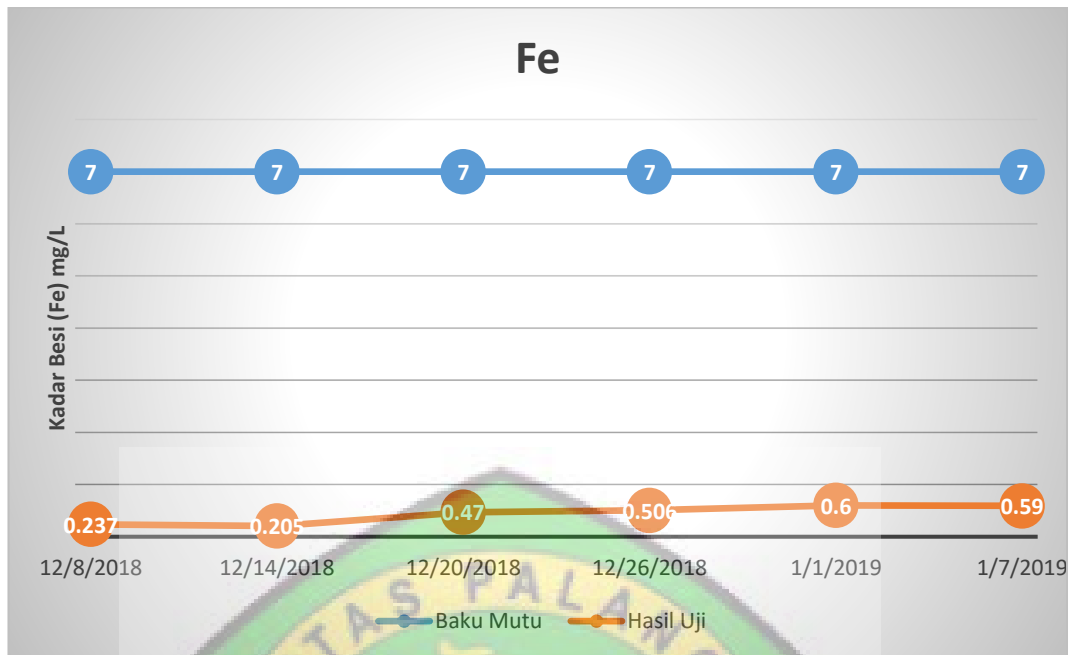 Fe
Kadar Besi (Fe) mg/L
7 7 7 7 7 7
0.237 0.205 0.47 0.506 0.6 0.59
12/8/2018 12/14/2018 12/20/2018 12/26/2018 1/1/2019 1/7/2019
TAS PALANG
Baku Mutu Hasil Uji